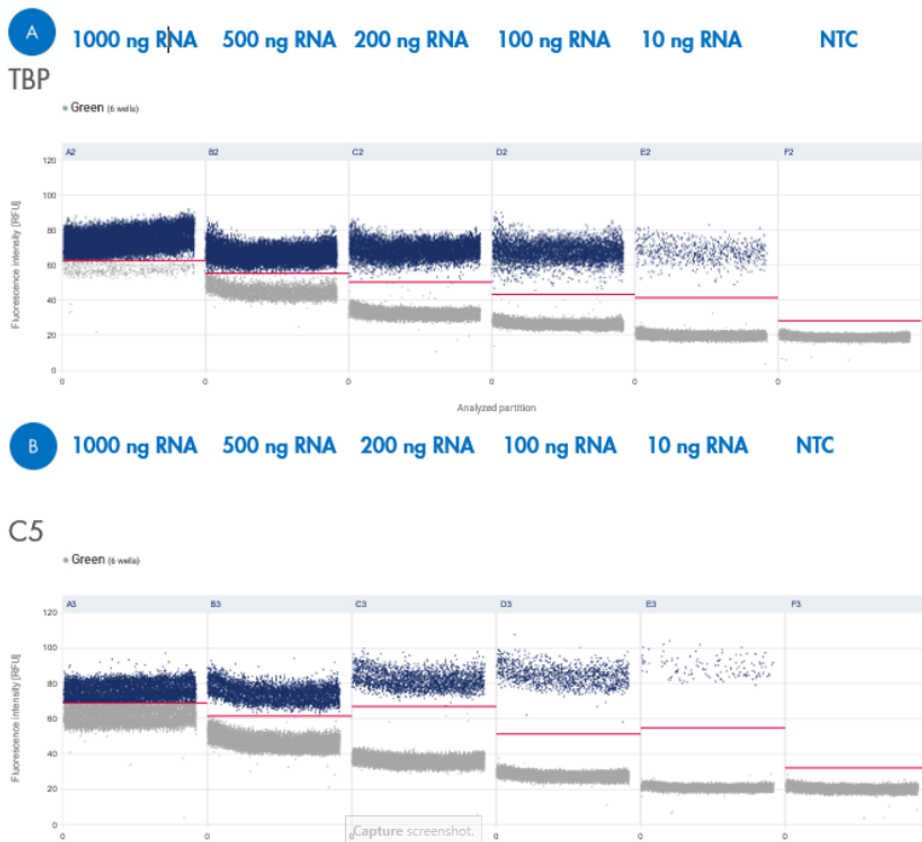 A 1000 ng RNA 500 ng RNA 200 ng RNA 100 ng RNA 10 ng RNA NTC
TBP
Green (6 wells)
A2 B2 C2 D2 E2 F2
120
100
80
60
40
20
0
Fluorescence intensity [RFU]
0 0 0 0 0 0
Analyzed partition
B 1000 ng RNA 500 ng RNA 200 ng RNA 100 ng RNA 10 ng RNA NTC
C5
Green (6 wells)
A3 B3 C3 D3 E3 F3
120
100
80
60
40
20
0
Fluorescence intensity [RFU]
0 0 0 0 0 0
Capture screenshot.